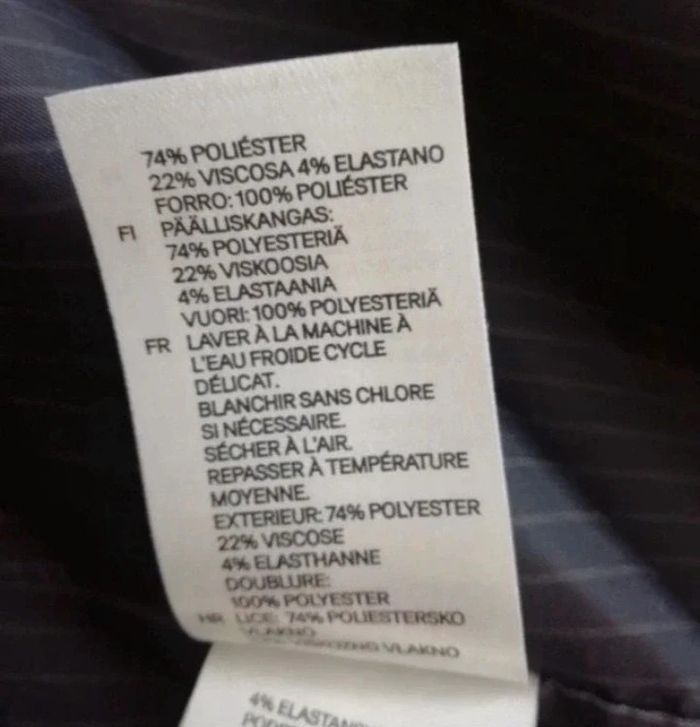 74% POLIÉSTER
22% VISCOSA 4% ELASTANO
FORRO: 100% POLIÉSTER
FI PÄÄLLISKANGAS:
74% POLYESTERIÄ
22% VISKOOSIA
4% ELASTAANIA
VUORI: 100% POLYESTERIÄ
FR LAVER À LA MACHINE À
L'EAU FROIDE CYCLE
DÉLICAT.
BLANCHIR SANS CHLORE
SI NÉCESSAIRE.
SÉCHER À L'AIR.
REPASSER À TEMPÉRATURE
MOYENNE.
EXTERIEUR: 74% POLYESTER
22% VISCOSE
4% ELASTHANNE
DOUBLURE:
100% POLYESTER
HR LICE: 74% POLIESTERSKO
VLAKNO
VLAKNO
4%